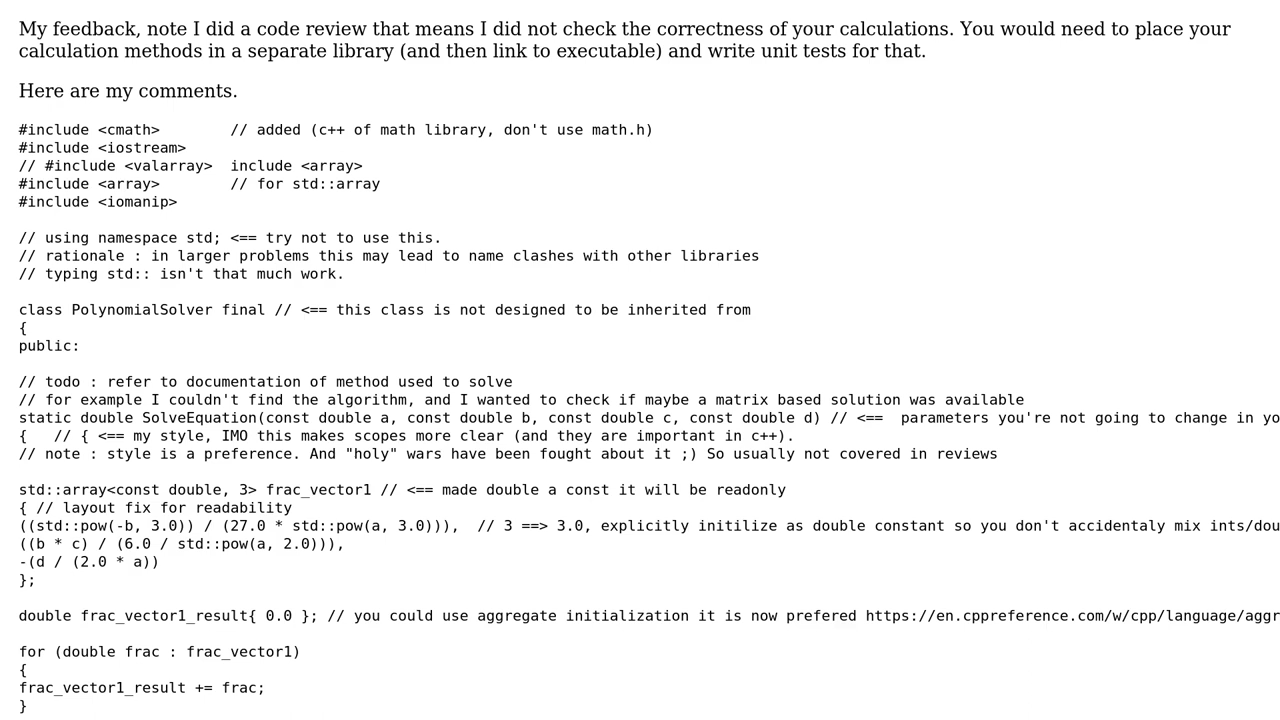 My feedback, note I did a code review that means I did not check the correctness of your calculations. You would need to place your
calculation methods in a separate library (and then link to executable) and write unit tests for that.
Here are my comments.
#include <cmath>        // added (c++ of math library, don't use math.h)
#include <iostream>
// #include <valarray>  include <array>
#include <array>        // for std::array
#include <iomanip>
// using namespace std; <== try not to use this.
// rationale : in larger problems this may lead to name clashes with other libraries
// typing std:: isn't that much work.
class PolynomialSolver final // <== this class is not designed to be inherited from
{
public:
// todo : refer to documentation of method used to solve
// for example I couldn't find the algorithm, and I wanted to check if maybe a matrix based solution was available
static double SolveEquation(const double a, const double b, const double c, const double d) // <==  parameters you're not going to change in yo
{   // { <== my style, IMO this makes scopes more clear (and they are important in c++).
// note : style is a preference. And "holy" wars have been fought about it ;) So usually not covered in reviews
std::array<const double, 3> frac_vector1 // <== made double a const it will be readonly
{ // layout fix for readability
((std::pow(-b, 3.0)) / (27.0 * std::pow(a, 3.0))),  // 3 ==> 3.0, explicitly initilize as double constant so you don't accidentaly mix ints/dou
((b * c) / (6.0 / std::pow(a, 2.0))),
-(d / (2.0 * a))
};
double frac_vector1_result{ 0.0 }; // you could use aggregate initialization it is now prefered https://en.cppreference.com/w/cpp/language/aggr
for (double frac : frac_vector1)
{
frac_vector1_result += frac;
}